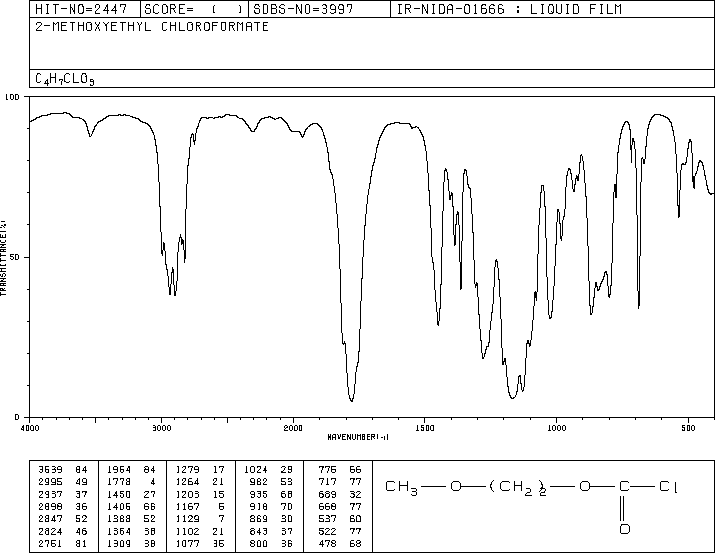 HIT-NO=2447 SCORE= ( ) SDBS-NO=3997 IR-NIDA-01666 : LIQUID FILM
2-METHOXYETHYL CHLOROFORMATE
C4H7CLO3
100
50
0
TRANSMITTANCE(%)
4000 3000 2000 1500 1000 500
WAVENUMBER(-1)
3539 84 1964 84 1279 17 1024 29 776 66
2995 49 1778 4 1264 21 982 53 717 77
2937 37 1450 27 1203 15 935 68 689 32
2898 36 1406 66 1167 5 918 70 668 77
2847 52 1388 52 1129 7 869 30 537 60
2824 46 1364 38 1102 21 843 37 522 77
2761 81 1309 38 1077 35 800 36 478 68
CH3 O (CH2)2 O C Cl
O